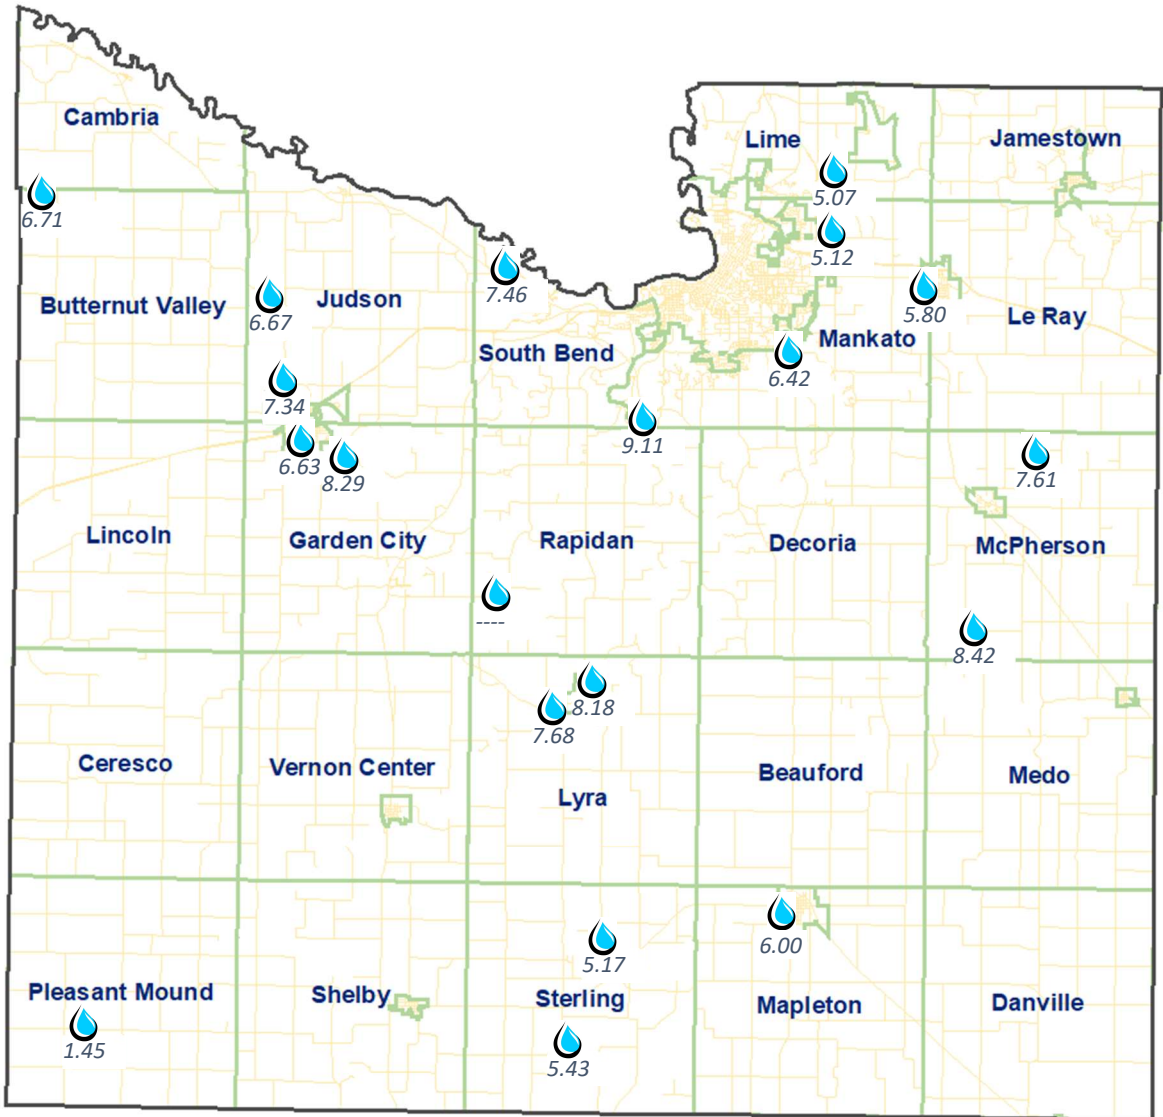 Cambria
Lime
Jamestown
5.07
6.71
5.12
7.46
Butternut Valley
Judson
6.67
5.80
Le Ray
South Bend
Mankato
6.42
7.34
9.11
6.63
8.29
7.61
Lincoln
Garden City
Rapidan
Decoria
McPherson
----
8.42
8.18
7.68
Ceresco
Vernon Center
Lyra
Beauford
Medo
6.00
5.17
Pleasant Mound
Shelby
Sterling
Mapleton
Danville
1.45
5.43